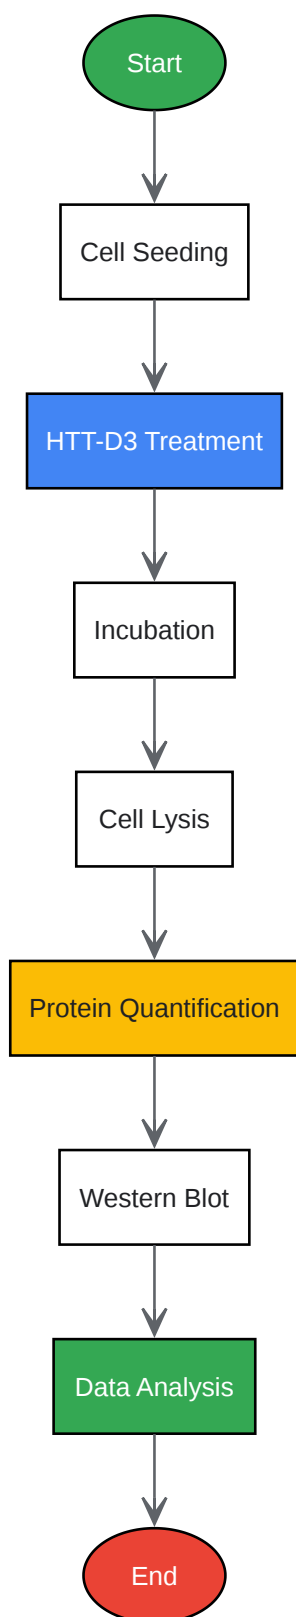 Start
Cell Seeding
HTT-D3 Treatment
Incubation
Cell Lysis
Protein Quantification
Western Blot
Data Analysis
End